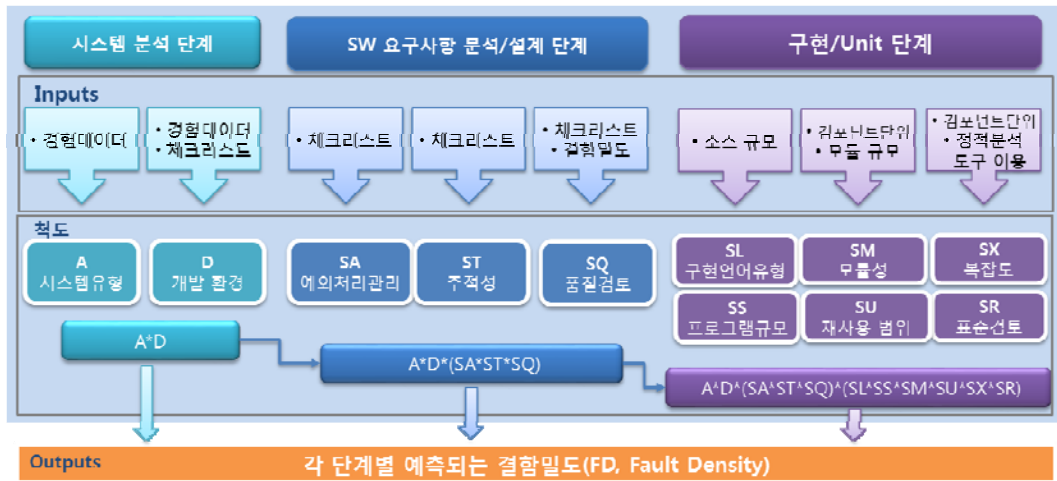 시스템 분석 단계
SW 요구사항 분석/설계 단계
구현/Unit 단계
Inputs
• 경험데이터
• 경험데이터
• 체크리스트
• 체크리스트
• 체크리스트
• 체크리스트
• 결함밀도
• 소스 규모
• 컴포넌트단위
• 모듈 규모
• 컴포넌트단위
• 정적분석
도구 이용
척도
A
시스템유형
D
개발 환경
SA
예외처리관리
ST
추적성
SQ
품질검토
SL
구현언어유형
SM
모듈성
SX
복잡도
SS
프로그램규모
SU
재사용 범위
SR
표준검토
A*D
A*D*(SA*ST*SQ)
A*D*(SA*ST*SQ)*(SL*SS*SM*SU*SX*SR)
Outputs
각 단계별 예측되는 결함밀도(FD, Fault Density)